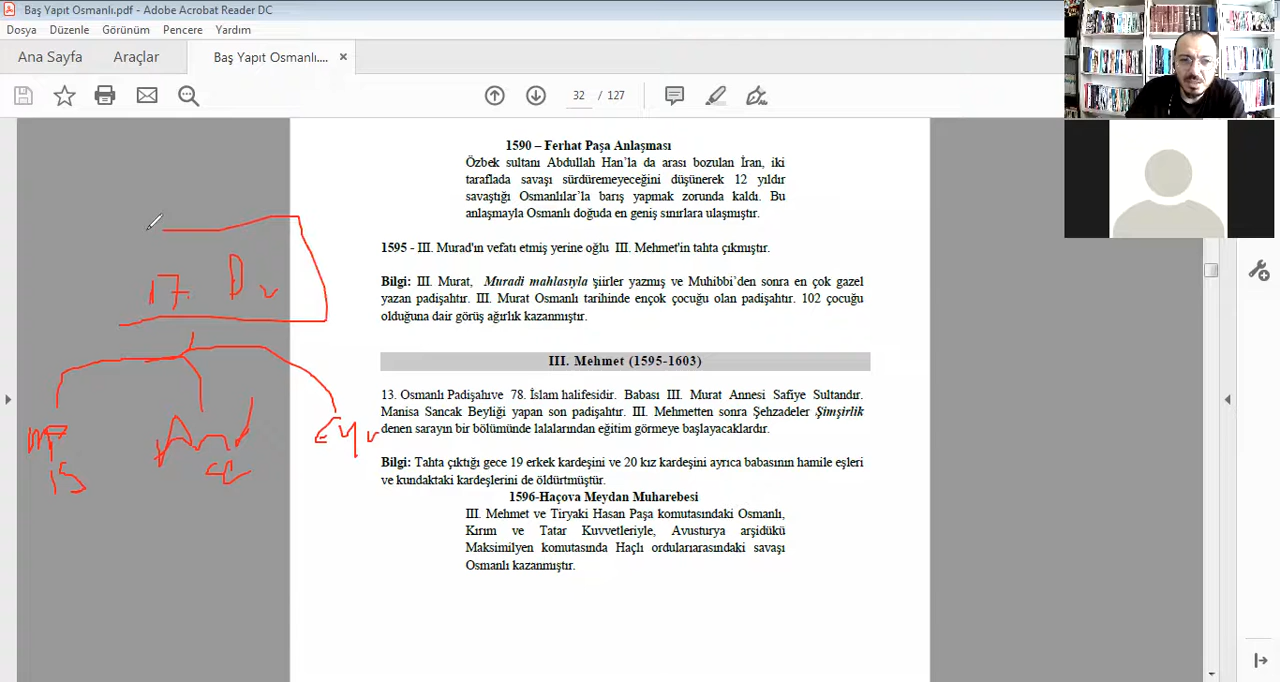 Baş Yapıt Osmanlı.pdf - Adobe Acrobat Reader DC
Dosya Düzenle Görünüm Pencere Yardım
Ana Sayfa Araçlar Baş Yapıt Osmanlı.... ×
32 / 127
1590 – Ferhat Paşa Anlaşması
Özbek sultanı Abdullah Han'la da arası bozulan İran, iki
taraflada savaşı sürdüremeyeceğini düşünerek 12 yıldır
savaştığı Osmanlılar'la barış yapmak zorunda kaldı. Bu
anlaşmayla Osmanlı doğuda en geniş sınırlara ulaşmıştır.
1595 - III. Murad'ın vefatı etmiş yerine oğlu III. Mehmet'in tahta çıkmıştır.
Bilgi: III. Murat, Muradi mahlasıyla şiirler yazmış ve Muhibbi'den sonra en çok gazel
yazan padişahtır. III. Murat Osmanlı tarihinde ençok çocuğu olan padişahtır. 102 çocuğu
olduğuna dair görüş ağırlık kazanmıştır.
17. D
III. Mehmet (1595-1603)
13. Osmanlı Padişahıve 78. İslam halifesidir. Babası III. Murat Annesi Safiye Sultandır.
Manisa Sancak Beyliği yapan son padişahtır. III. Mehmetten sonra Şehzadeler Şimşirlik
denen sarayın bir bölümünde lalalarından eğitim görmeye başlayacaklardır.
Bilgi: Tahta çıktığı gece 19 erkek kardeşini ve 20 kız kardeşini ayrıca babasının hamile eşleri
ve kundaktaki kardeşlerini de öldürtmüştür.
15
1596-Haçova Meydan Muharebesi
III. Mehmet ve Tiryaki Hasan Paşa komutasındaki Osmanlı,
Kırım ve Tatar Kuvvetleriyle, Avusturya arşidükü
Maksimilyen komutasında Haçlı ordularıarasındaki savaşı
Osmanlı kazanmıştır.